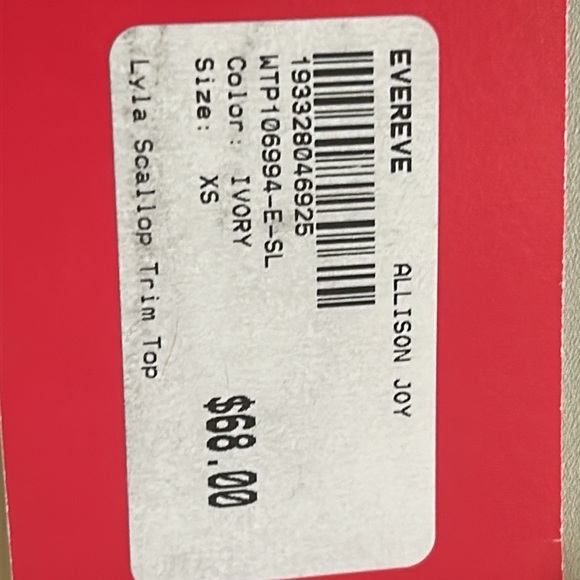 EVEREVE ALLISON JOY
193328046925
WTP106994-E-SL
Color: IVORY
Size: XS $68.00
Lyla Scallop Trim Top